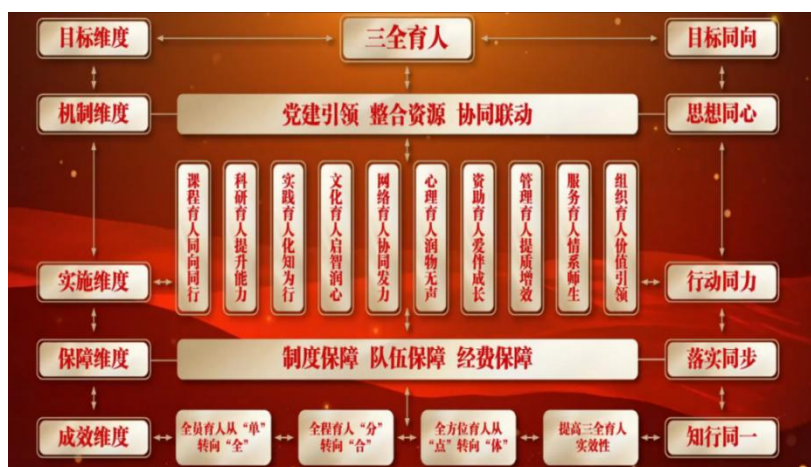 目标维度
三全育人
目标同向
机制维度
党建引领 整合资源 协同联动
思想同心
课程育人同向同行
科研育人提升能力
实践育人化知为行
文化育人启智润心
网络育人协同发力
心理育人润物无声
资助育人爱伴成长
管理育人提质增效
服务育人情系师生
组织育人价值引领
实施维度
行动同力
保障维度
制度保障 队伍保障 经费保障
落实同步
成效维度
全员育人从“单”
转向“全”
全程育人“分”
转向“合”
全方位育人从
“点”转向“体”
提高三全育人
实效性
知行同一